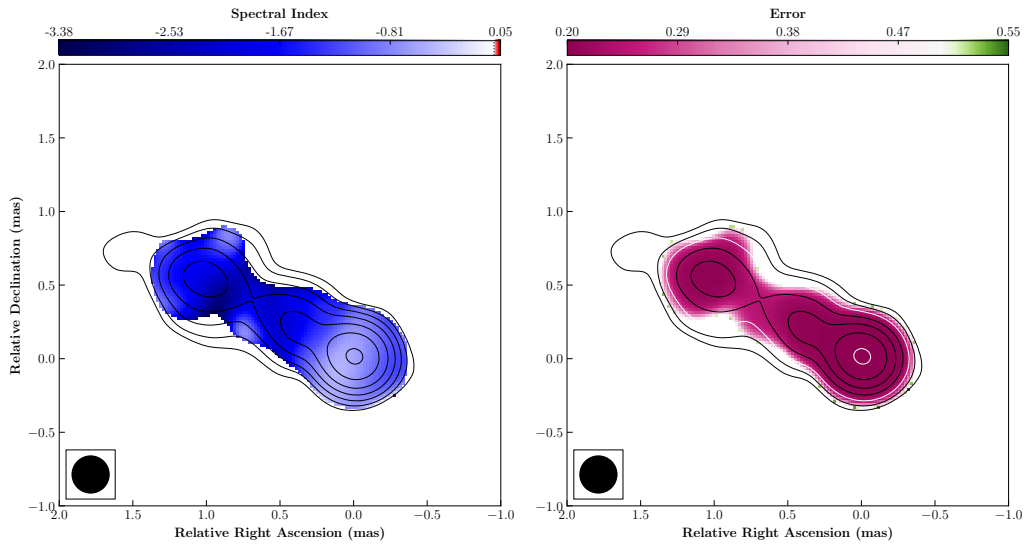 Spectral Index
-3.38 -2.53 -1.67 -0.81 0.05
2.0
1.5
1.0
0.5
0.0
−0.5
−1.0
Relative Declination (mas)
2.0 1.5 1.0 0.5 0.0 −0.5 −1.0
Relative Right Ascension (mas)
Error
0.20 0.29 0.38 0.47 0.55
2.0
1.5
1.0
0.5
0.0
−0.5
−1.0
2.0 1.5 1.0 0.5 0.0 −0.5 −1.0
Relative Right Ascension (mas)